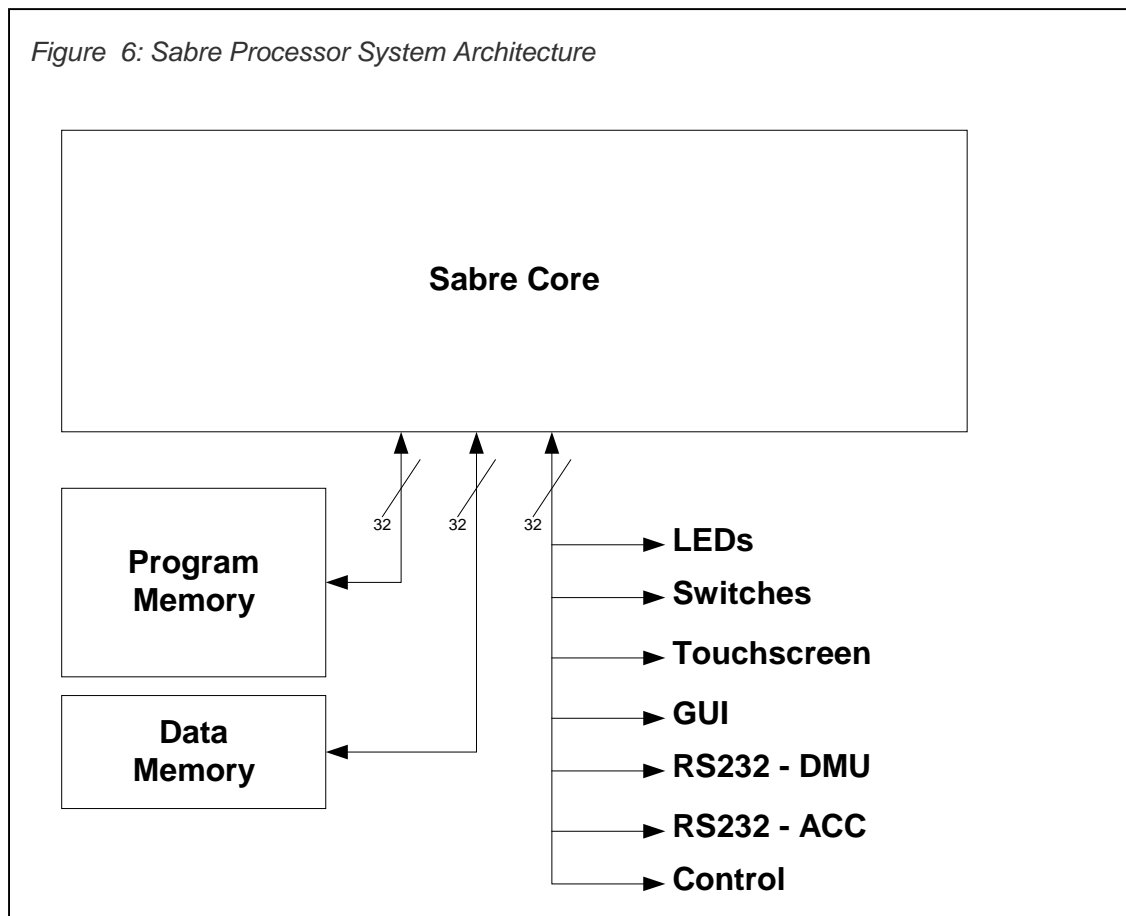 Figure 6: Sabre Processor System Architecture
Sabre Core
32
32
32
Program
Memory
Data
Memory
LEDs
Switches
Touchscreen
GUI
RS232 - DMU
RS232 - ACC
Control